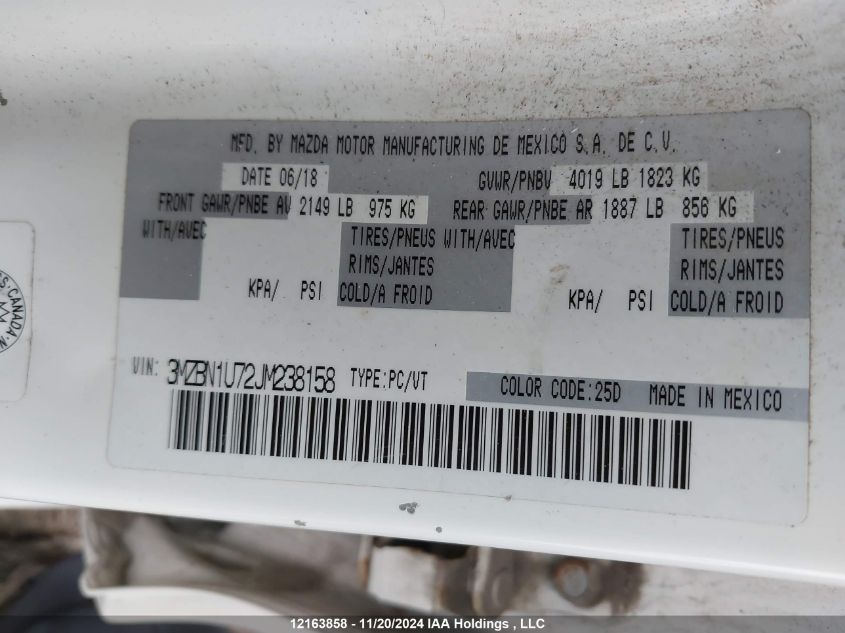 MFD. BY MAZDA MOTOR MANUFACTURING DE MEXICO S.A. DE C.V.
DATE 06/18 GVWR/PNBV 4019 LB 1823 KG
FRONT GAWR/PNBE AV 2149 LB 975 KG REAR GAWR/PNBE AR 1887 LB 856 KG
WITH/AVEC TIRES/PNEUS WITH/AVEC TIRES/PNEUS
RIMS/JANTES RIMS/JANTES
KPA/ PSI COLD/A FROID KPA/ PSI COLD/A FROID
VIN: 3MZBN1U72JM238158 TYPE:PC/VT COLOR CODE:25D MADE IN MEXICO
S·CANADA·
12163858 - 11/20/2024 IAA Holdings , LLC